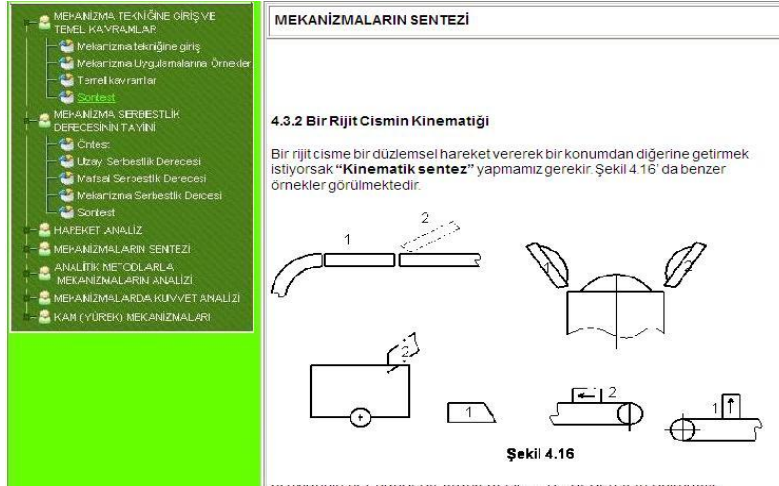 MEKANİZMA TEKNİĞİNE GİRİŞ VE
TEMEL KAVRAMLAR
Mekanizma tekniğine giriş
Mekanizma Uygulamalarına Örnekler
Temel kavramlar
Sontest
MEKANİZMA SERBESTLİK
DERECESİNİN TAYİNİ
Öntest
Uzay Serbestlik Derecesi
Mafsal Serbestlik Derecesi
Mekanizma Serbestlik Dercesi
Sontest
HAREKET ANALİZ
MEKANİZMALARIN SENTEZİ
ANALİTİK METODLARLA
MEKANİZMALARIN ANALİZİ
MEKANİZMALARDA KUVVET ANALİZİ
KAM (YÜREK) MEKANİZMALARI
MEKANİZMALARIN SENTEZİ
4.3.2 Bir Rijit Cismin Kinematiği
Bir rijit cisme bir düzlemsel hareket vererek bir konumdan diğerine getirmek
istiyorsak “Kinematik sentez” yapmamız gerekir. Şekil 4.16’ da benzer
örnekler görülmektedir.
1
2
1
2
2
1
2
1
Şekil 4.16